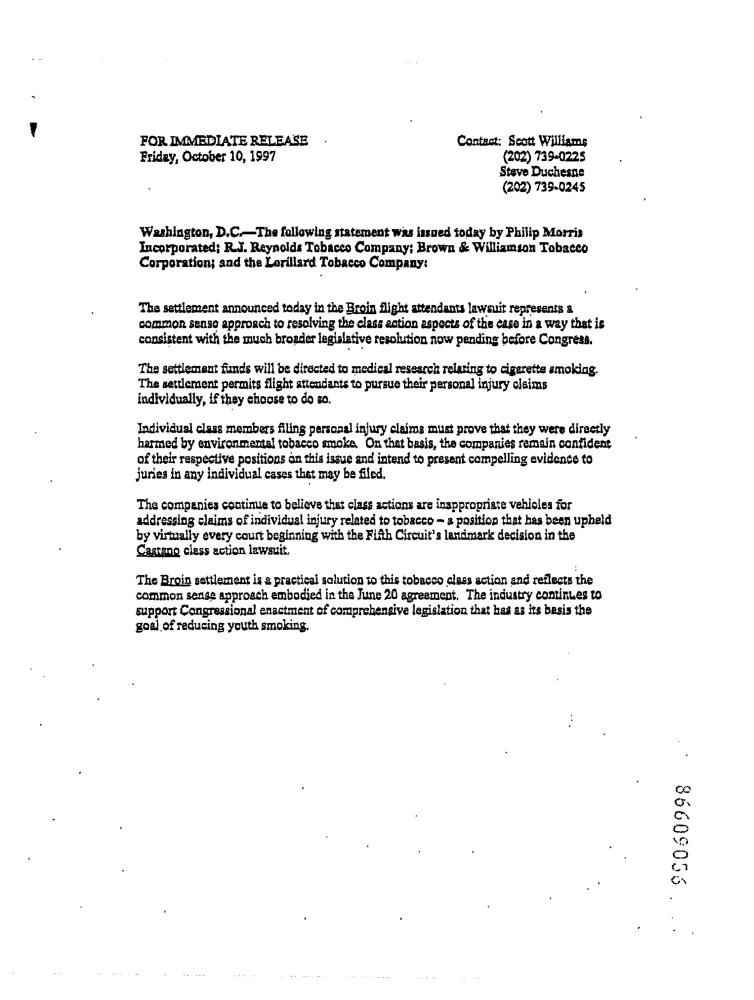 FOR IMMEDIATE RELEASE
Friday, October 10, 1997
Contact: Scott Williams
(202) 739-0225
Steve Duchesne
(202) 739-0245
Washington, D.C.—The following statement was issued today by Philip Morris
Incorporated; R.J. Reynolds Tobacco Company; Brown & Williamson Tobacco
Corporation; and the Lorillard Tobacco Company:
The settlement announced today in the Broin flight attendants lawsuit represents a
common sense approach to resolving the class action aspects of the case in a way that is
consistent with the much broader legislative resolution now pending before Congress.
The settlement funds will be directed to medical research relating to cigarette smoking.
The settlement permits flight attendants to pursue their personal injury claims
individually, if they choose to do so.
Individual class members filing personal injury claims must prove that they were directly
harmed by environmental tobacco smoke. On that basis, the companies remain confident
of their respective positions on this issue and intend to present compelling evidence to
juries in any individual cases that may be filed.
The companies continue to believe that class actions are inappropriate vehicles for
addressing claims of individual injury related to tobacco – a position that has been upheld
by virtually every court beginning with the Fifth Circuit's landmark decision in the
Castano class action lawsuit.
The Broin settlement is a practical solution to this tobacco class action and reflects the
common sense approach embodied in the June 20 agreement. The industry continues to
support Congressional enactment of comprehensive legislation that has as its basis the
goal of reducing youth smoking.
86609056